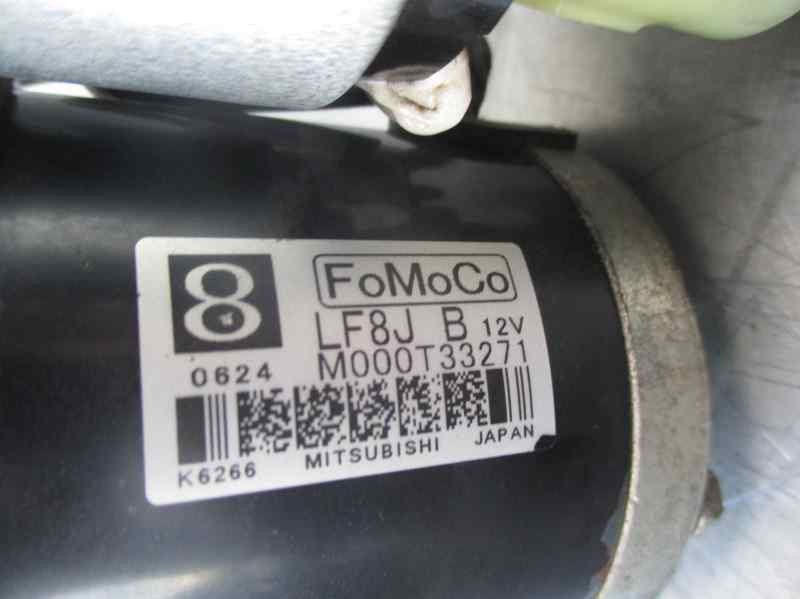 8
FoMoCo
LF8J B 12V
0624 M000T33271
K6266 MITSUBISHI JAPAN